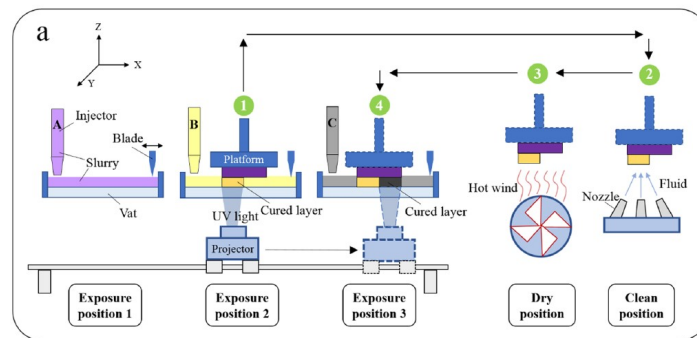 a
Z
X
Y
1
3
4
2
A
Injector
Blade
Slurry
Vat
B
Platform
Cured layer
UV light
Projector
C
Cured layer
Hot wind
Nozzle
Fluid
Exposure
position 1
Exposure
position 2
Exposure
position 3
Dry
position
Clean
position